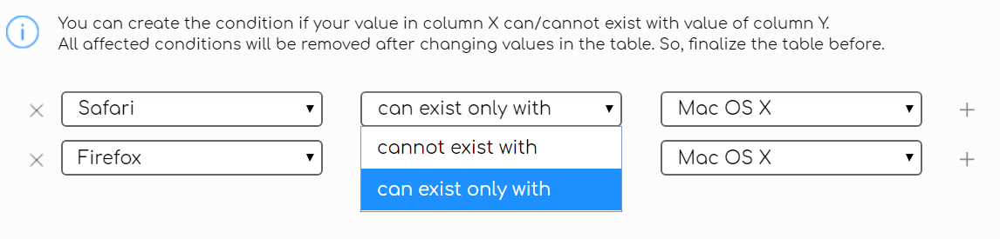 You can create the condition if your value in column X can/cannot exist with value of column Y.
All affected conditions will be removed after changing values in the table. So, finalize the table before.
Safari can exist only with Mac OS X
cannot exist with
Firefox Mac OS X
can exist only with